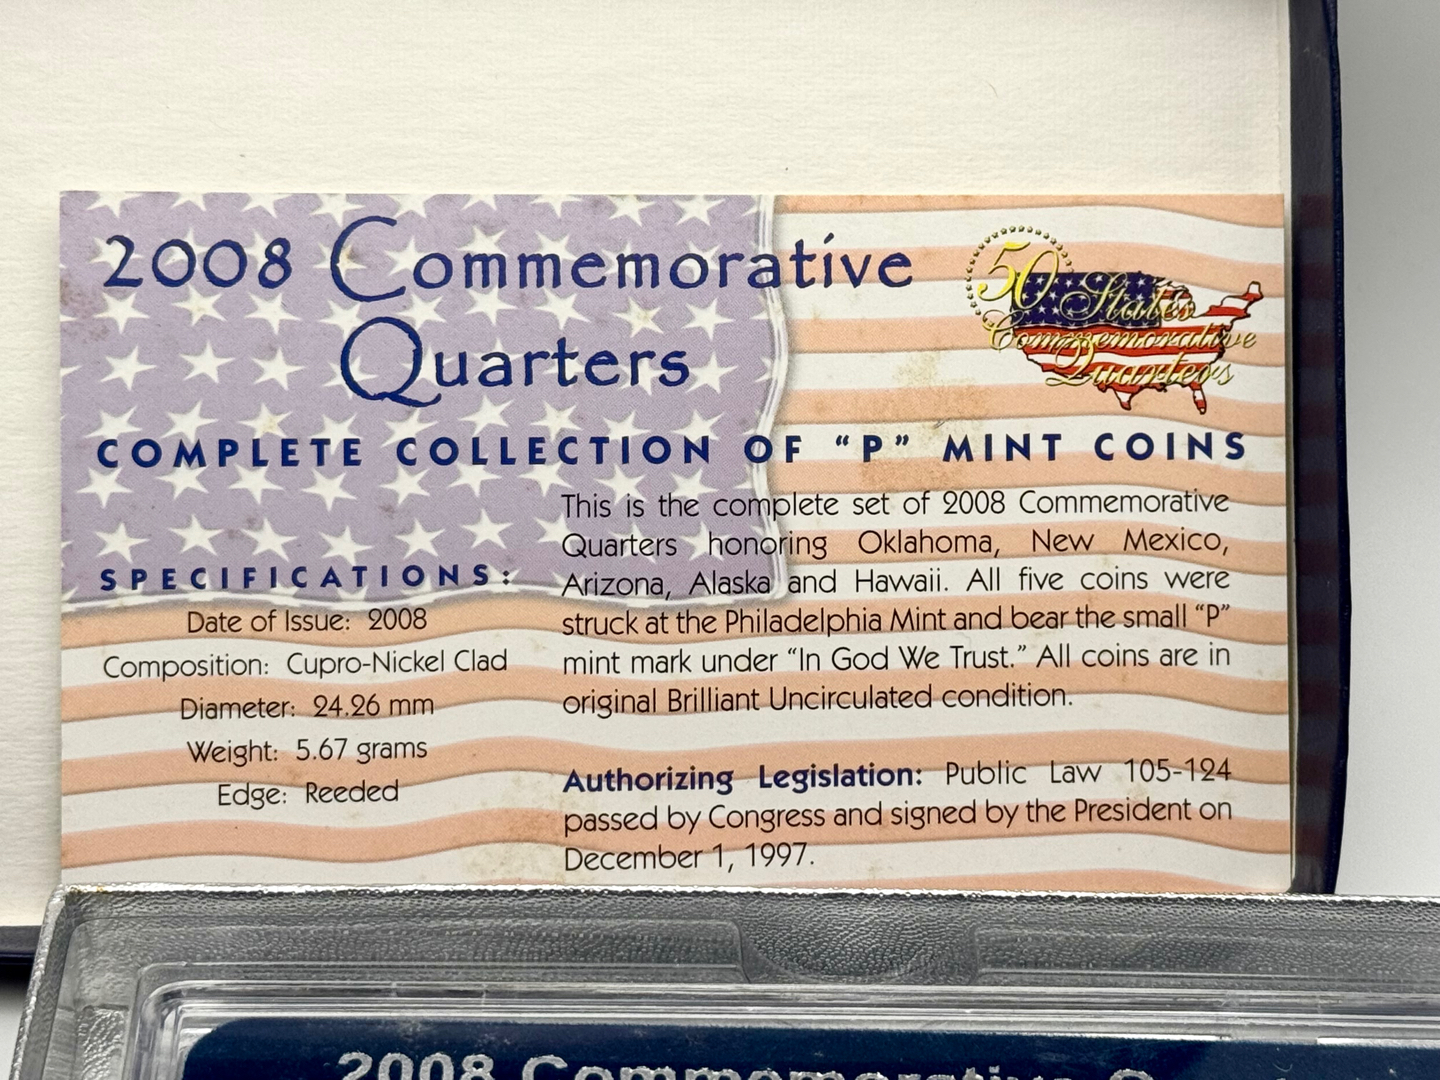 2008 Commemorative
Quarters
50 States
Commemorative
Quarters
COMPLETE COLLECTION OF "P" MINT COINS
SPECIFICATIONS:
Date of Issue: 2008
Composition: Cupro-Nickel Clad
Diameter: 24.26 mm
Weight: 5.67 grams
Edge: Reeded
This is the complete set of 2008 Commemorative
Quarters honoring Oklahoma, New Mexico,
Arizona, Alaska and Hawaii. All five coins were
struck at the Philadelphia Mint and bear the small “P”
mint mark under “In God We Trust.” All coins are in
original Brilliant Uncirculated condition.
Authorizing Legislation: Public Law 105-124
passed by Congress and signed by the President on
December 1, 1997.
2008 Commemorative